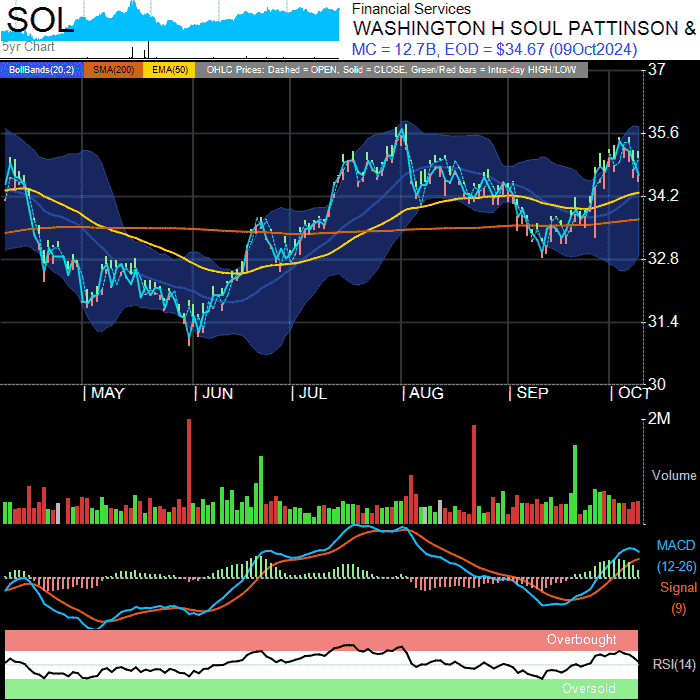 SOL
5yr Chart
Financial Services
WASHINGTON H SOUL PATTINSON &
MC = 12.7B, EOD = $34.67 (09Oct2024)
BollBands(20,2) SMA(200) EMA(50) OHLC Prices: Dashed = OPEN, Solid = CLOSE, Green/Red bars = Intra-day HIGH/LOW
37
35.6
34.2
32.8
31.4
30
MAY JUN JUL AUG SEP OCT
2M
Volume
MACD
(12-26)
Signal
(9)
Overbought
RSI(14)
Oversold